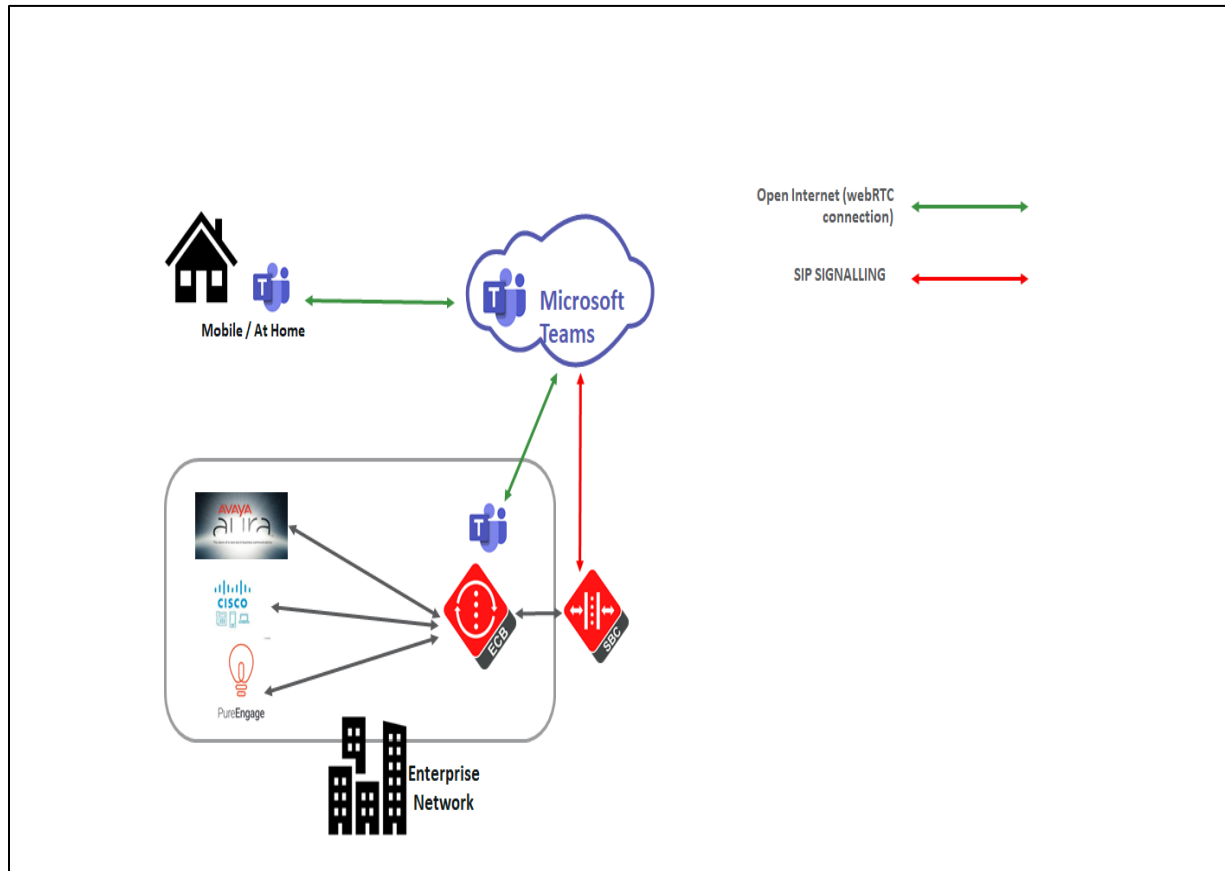 Open Internet (webRTC
connection)
SIP SIGNALLING
Mobile / At Home
T
T
Microsoft
Teams
AVAYA
aura
T
CISCO
ECB
SBC
PureEngage
Enterprise
Network